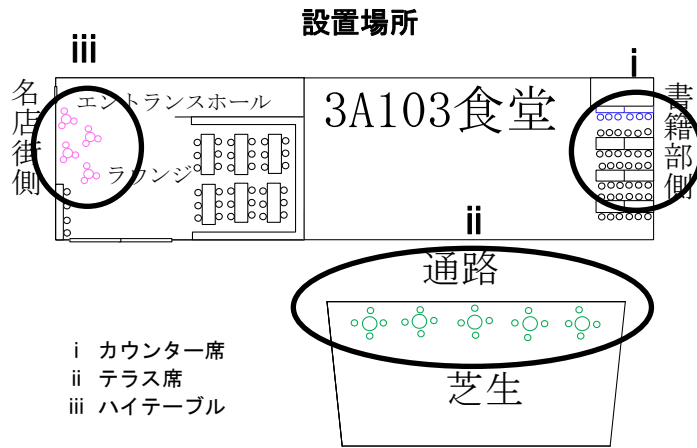 設置場所
iii
i
名店街側
エントランスホール
ラウンジ
3A103食堂
書籍部側
ii
通路
芝生
i カウンター席
ii テラス席
iii ハイテーブル